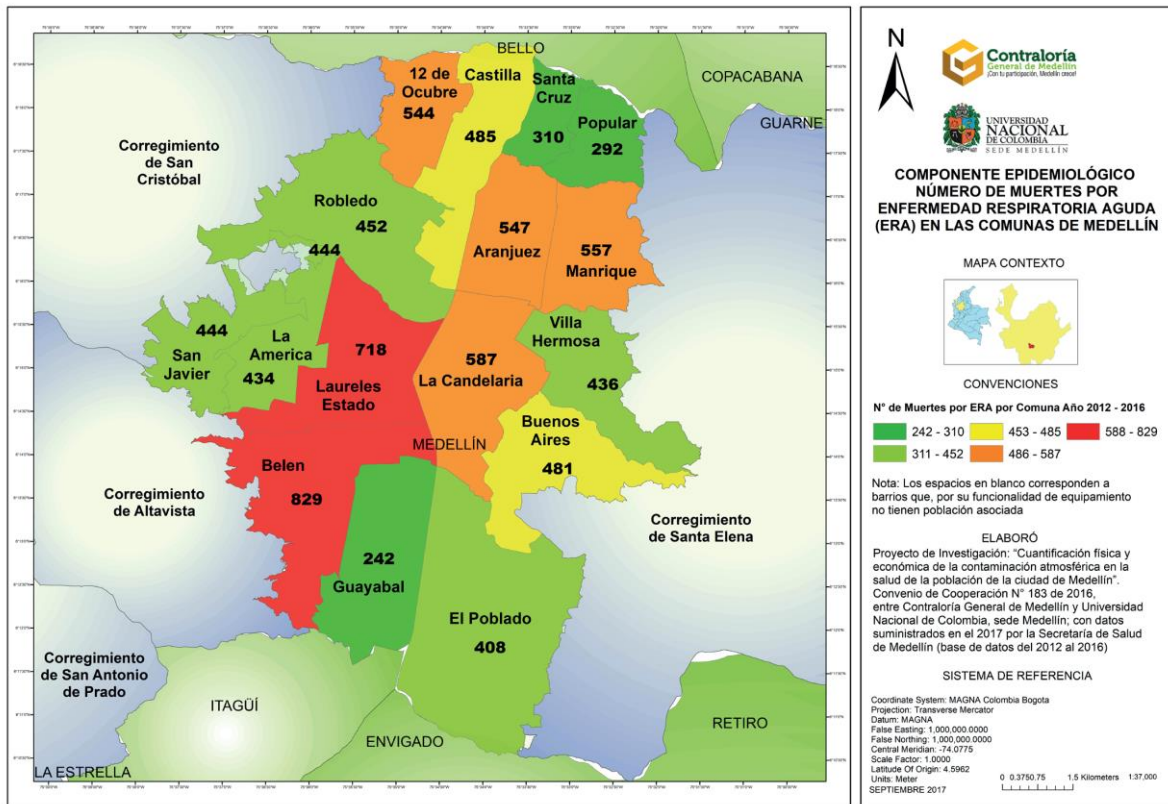 BELLO
COPACABANA
GUARNE
12 de
Ocubre
544
Castilla
485
Santa
Cruz
310
Popular
292
Corregimiento
de San
Cristóbal
Robledo
452
444
547
Aranjuez
557
Manrique
444
San
Javier
La
America
434
718
Laureles
Estado
587
La Candelaria
Villa
Hermosa
436
MEDELLÍN
Buenos
Aires
481
Belen
829
Corregimiento
de Altavista
Corregimiento
de Santa Elena
242
Guayabal
El Poblado
408
Corregimiento
de San Antonio
de Prado
ITAGÜÍ
ENVIGADO
RETIRO
LA ESTRELLA
N
Contraloría
General de Medellín
¡Con tu participación, Medellín crece!
UNIVERSIDAD
NACIONAL
DE COLOMBIA
SEDE MEDELLÍN
COMPONENTE EPIDEMIOLÓGICO
NÚMERO DE MUERTES POR
ENFERMEDAD RESPIRATORIA AGUDA
(ERA) EN LAS COMUNAS DE MEDELLÍN
MAPA CONTEXTO
CONVENCIONES
N° de Muertes por ERA por Comuna Año 2012 - 2016
242 - 310
453 - 485
588 - 829
311 - 452
486 - 587
Nota: Los espacios en blanco corresponden a
barrios que, por su funcionalidad de equipamiento
no tienen población asociada
ELABORÓ
Proyecto de Investigación: “Cuantificación física y
económica de la contaminación atmosférica en la
salud de la población de la ciudad de Medellín”.
Convenio de Cooperación N° 183 de 2016,
entre Contraloría General de Medellín y Universidad
Nacional de Colombia, sede Medellín; con datos
suministrados en el 2017 por la Secretaría de Salud
de Medellín (base de datos del 2012 al 2016)
SISTEMA DE REFERENCIA
Coordinate System: MAGNA Colombia Bogota
Projection: Transverse Mercator
Datum: MAGNA
False Easting: 1,000,000.0000
False Northing: 1,000,000.0000
Central Meridian: -74.0775
Scale Factor: 1.0000
Latitude Of Origin: 4.5962
Units: Meter
SEPTIEMBRE 2017
0 0.3750.75 1.5 Kilometers 1:37,000